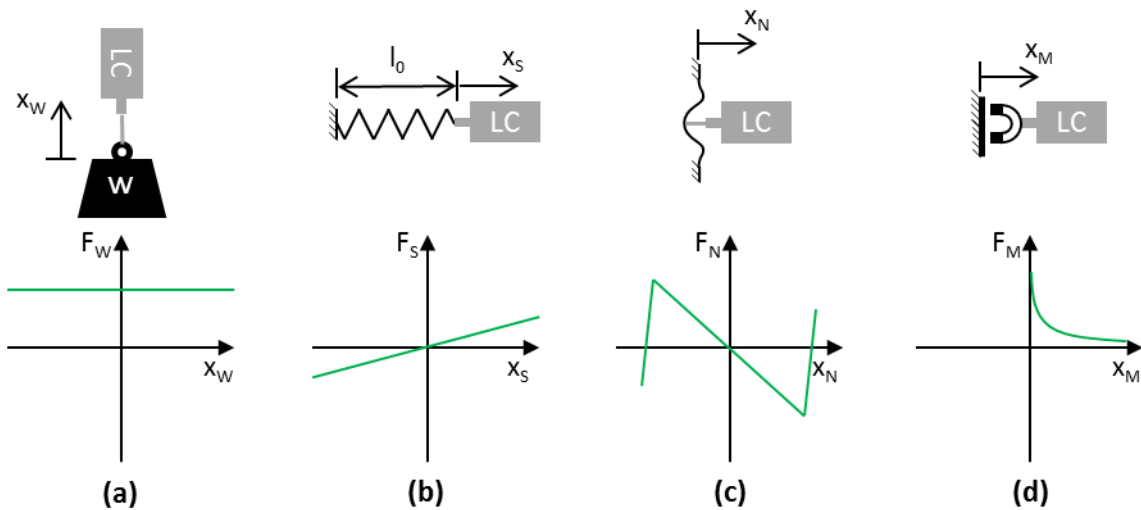 LC
x_W
W
F_W
x_W
(a)
l_0
x_S
LC
F_S
x_S
(b)
x_N
LC
F_N
x_N
(c)
x_M
LC
F_M
x_M
(d)